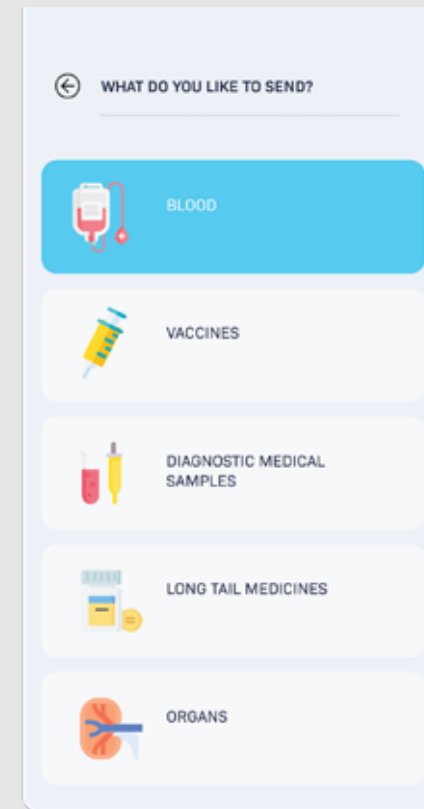 WHAT DO YOU LIKE TO SEND?
BLOOD
VACCINES
DIAGNOSTIC MEDICAL
SAMPLES
LONG TAIL MEDICINES
ORGANS